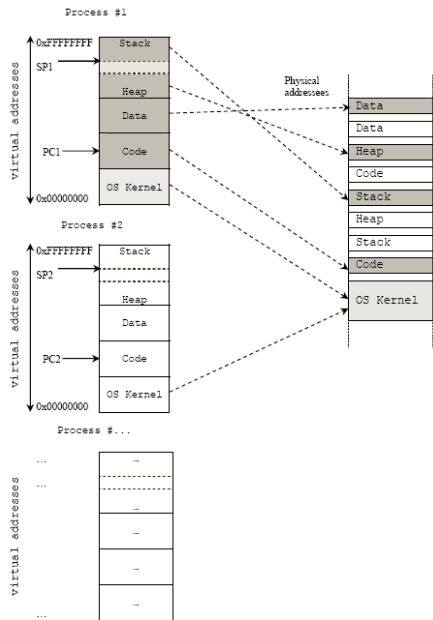 Process #1
0xFFFFFFFF
SP1
PC1
0x00000000
virtual addresses
Stack
Heap
Data
Code
OS Kernel
Process #2
0xFFFFFFFF
SP2
PC2
0x00000000
virtual addresses
Stack
Heap
Data
Code
OS Kernel
Process #...
...
...
...
virtual addresses
...
...
...
...
...
Physical
addressees
Data
Data
Heap
Code
Stack
Heap
Stack
Code
OS Kernel